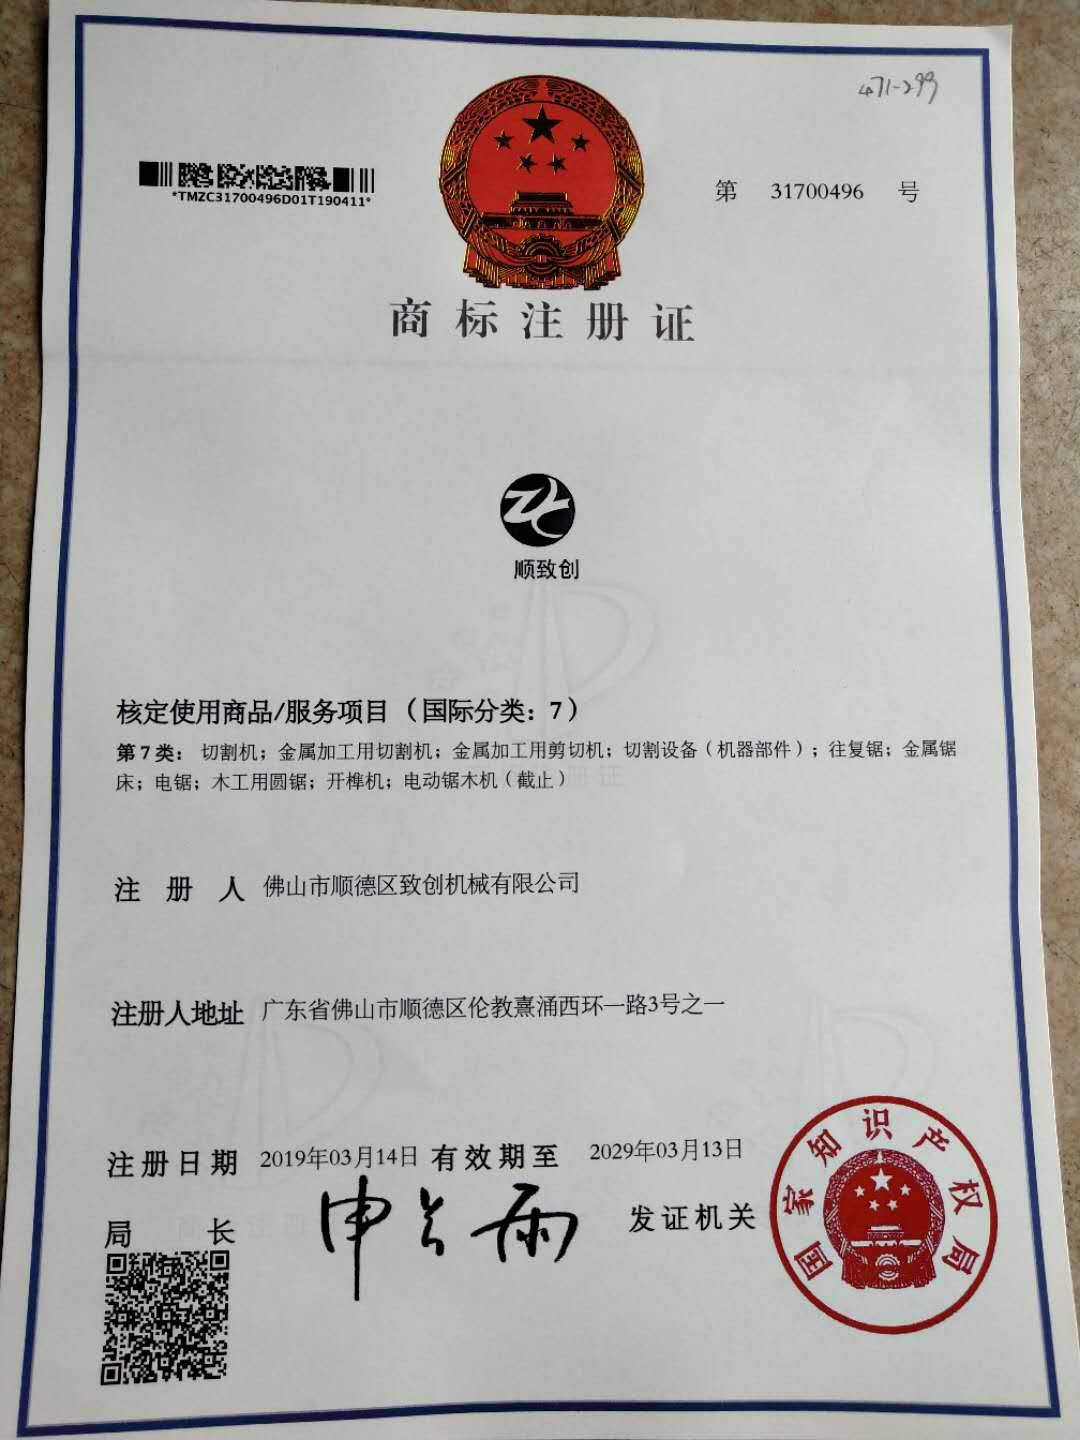 471-299
*TMZC31700496D01T190411*
第 31700496 号
商标注册证
顺致创
核定使用商品/服务项目（国际分类：7）
第7类：切割机；金属加工用切割机；金属加工用剪切机；切割设备（机器部件）；往复锯；金属锯
床；电锯；木工用圆锯；开榫机；电动锯木机（截止）
注 册 人 佛山市顺德区致创机械有限公司
注册人地址 广东省佛山市顺德区伦教熹涌西环一路3号之一
注册日期 2019年03月14日 有效期至 2029年03月13日
局 长 申长雨 发证机关
国家知识产权局